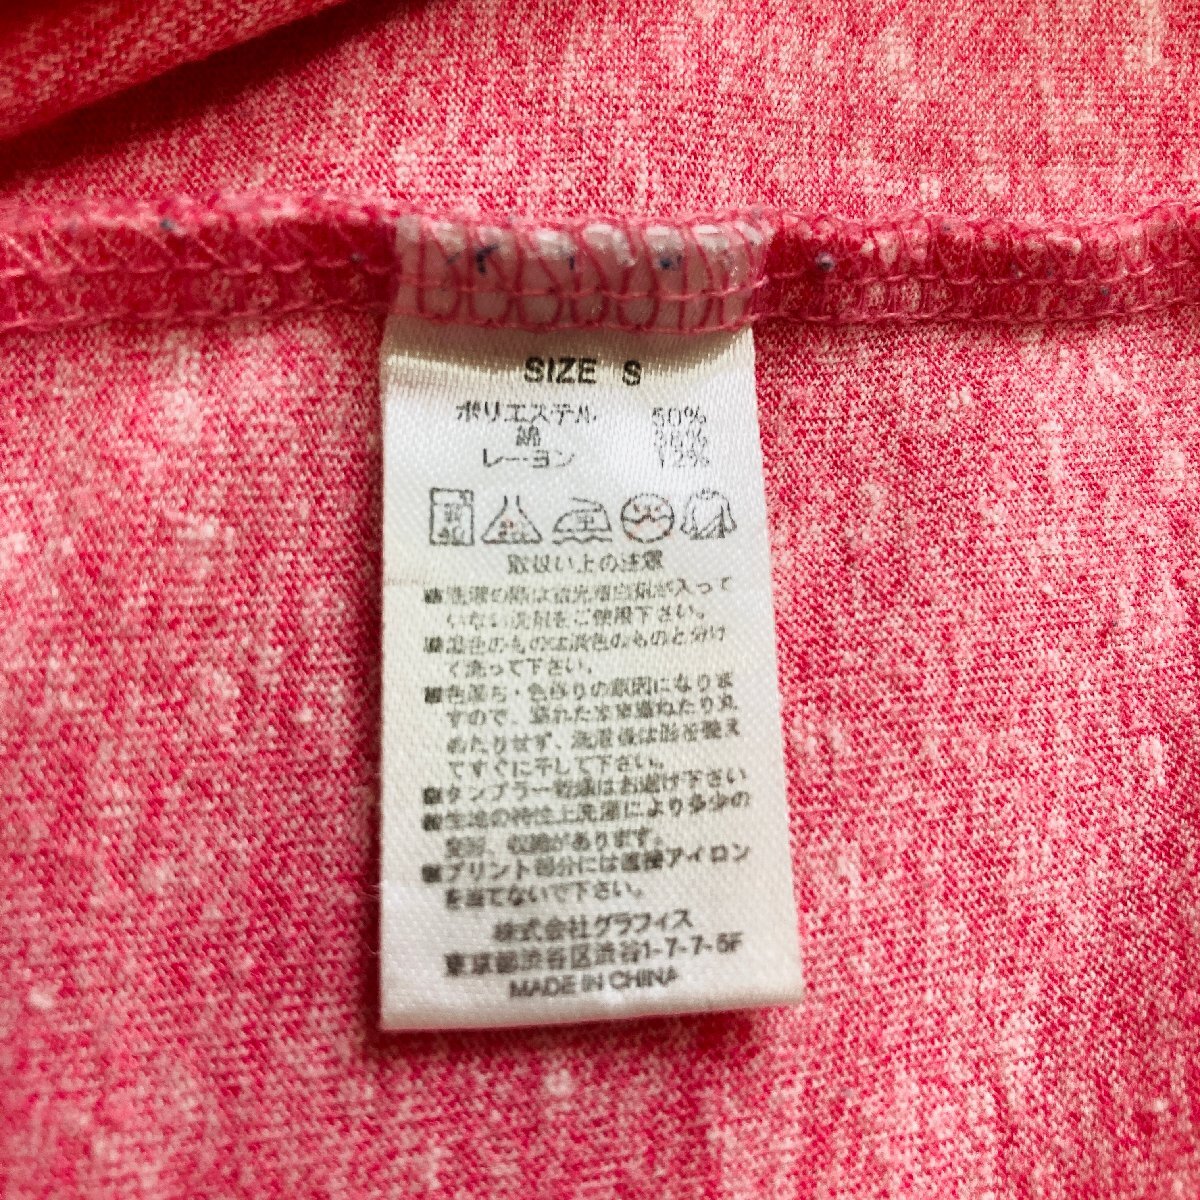 SIZE S
ポリエステル 50%
綿
レーヨン 12%
取扱い上の注意
洗濯の際は蛍光増白剤が入って
いない洗剤をご使用下さい。
濃色のものは淡色のものと分け
て洗って下さい。
色落ち・色移りの原因になりま
すので、濡れた水等重ねたり丸
めたりせず、洗濯後は形を整え
てすぐに干して下さい。
タンブラー乾燥はお避け下さい
生地の特性上洗濯により多少の
型崩、収縮があります。
プリント部分には直接アイロン
を当てないで下さい。
株式会社グラフィス
東京都渋谷区渋谷1-7-7-5F
MADE IN CHINA